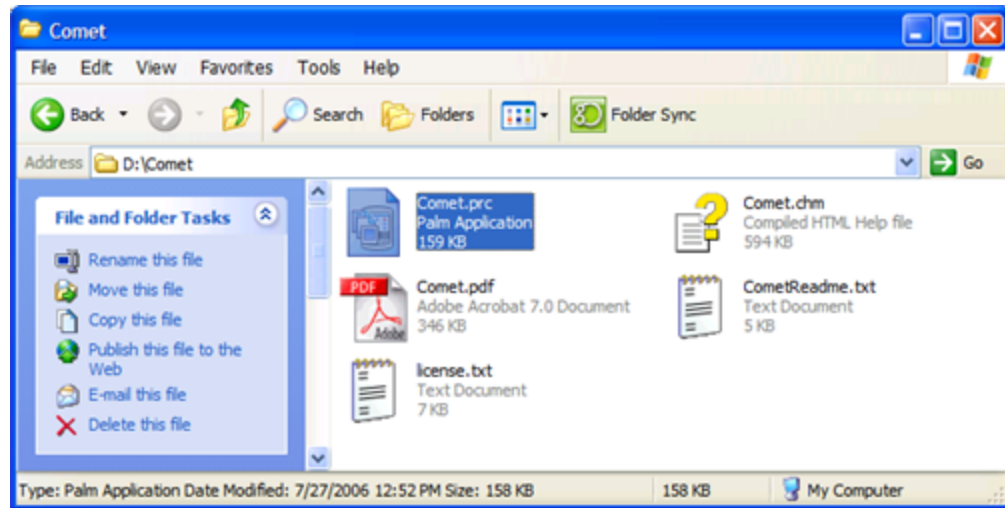 Comet
File Edit View Favorites Tools Help
Back Search Folders Folder Sync
Address D:\Comet Go
File and Folder Tasks
Rename this file
Move this file
Copy this file
Publish this file to the
Web
E-mail this file
Delete this file
Comet.prc
Palm Application
159 KB
Comet.chm
Compiled HTML Help file
594 KB
PDF
Adobe
Comet.pdf
Adobe Acrobat 7.0 Document
346 KB
CometReadme.txt
Text Document
5 KB
license.txt
Text Document
7 KB
Type: Palm Application Date Modified: 7/27/2006 12:52 PM Size: 158 KB 158 KB My Computer